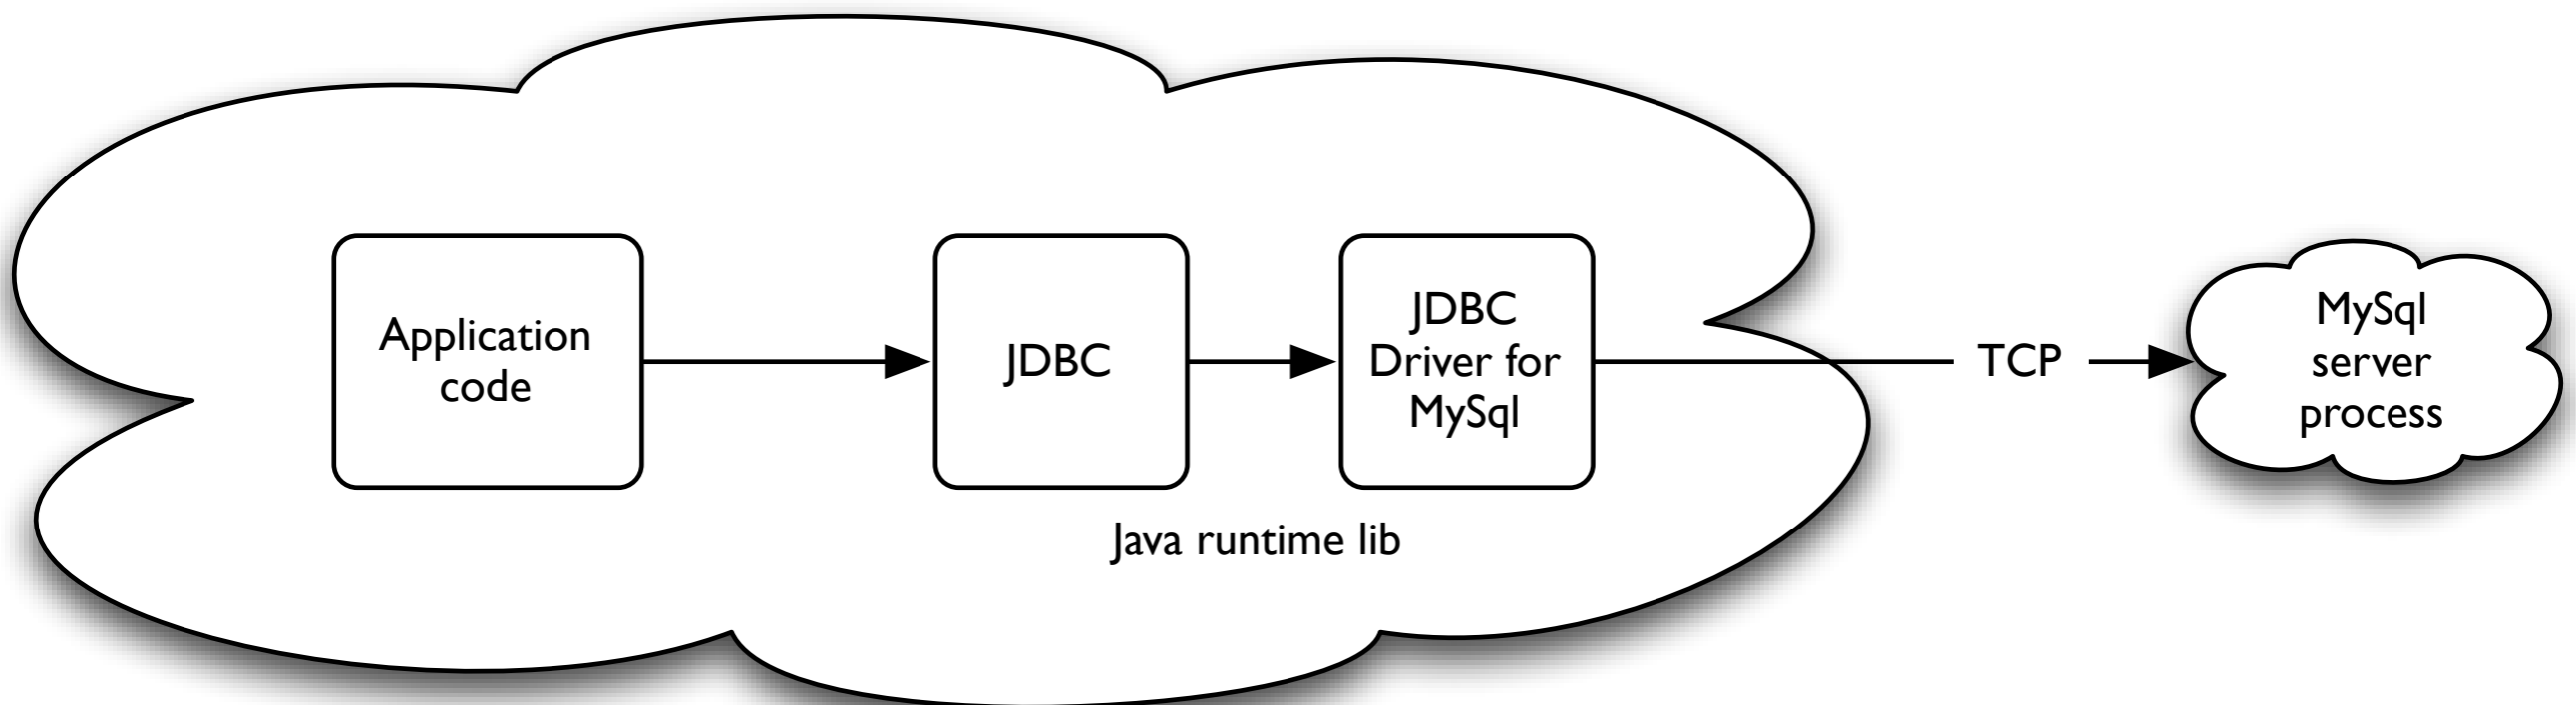 Application
code
JDBC
JDBC
Driver for
MySql
TCP
MySql
server
process
Java runtime lib